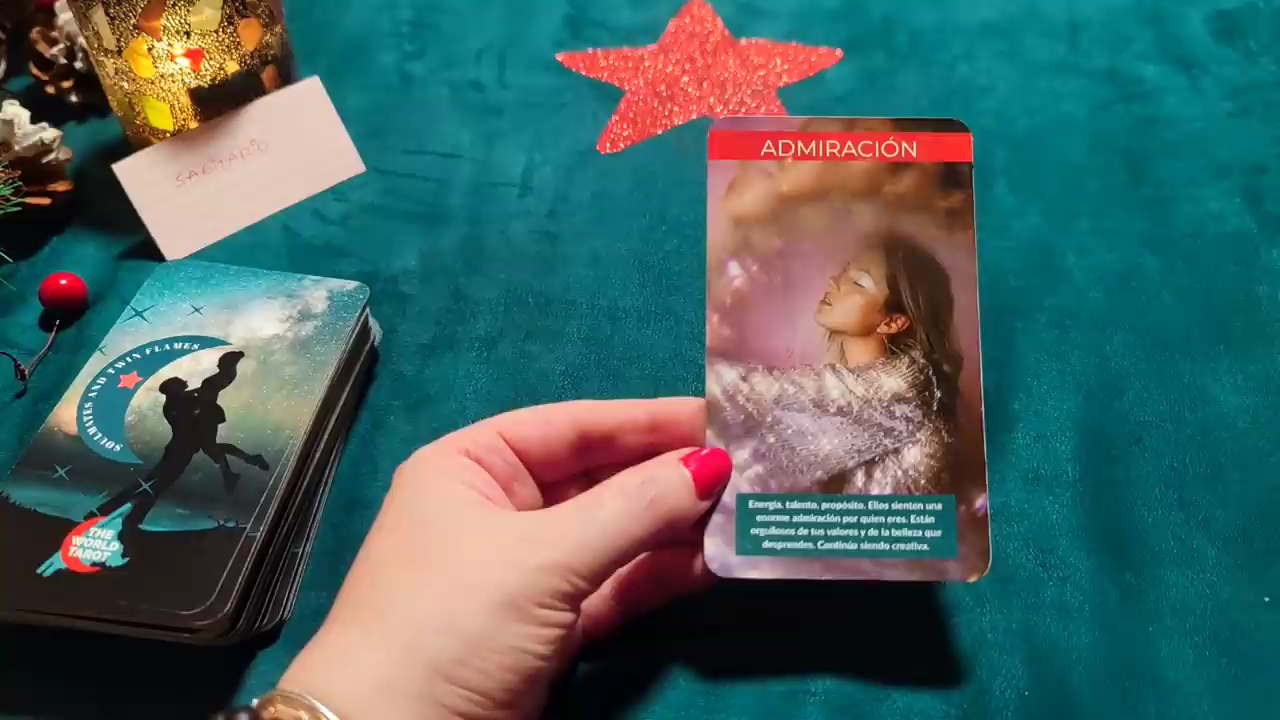 SAGITARIO
ADMIRACIÓN
SOULMATES AND TWIN FLAMES
THE
WORLD
TAROT
Energía, talento, propósito. Ellos sienten una
enorme admiración por quien eres. Están
orgullosos de tus valores y de la belleza que
desprendes. Continúa siendo creativa.